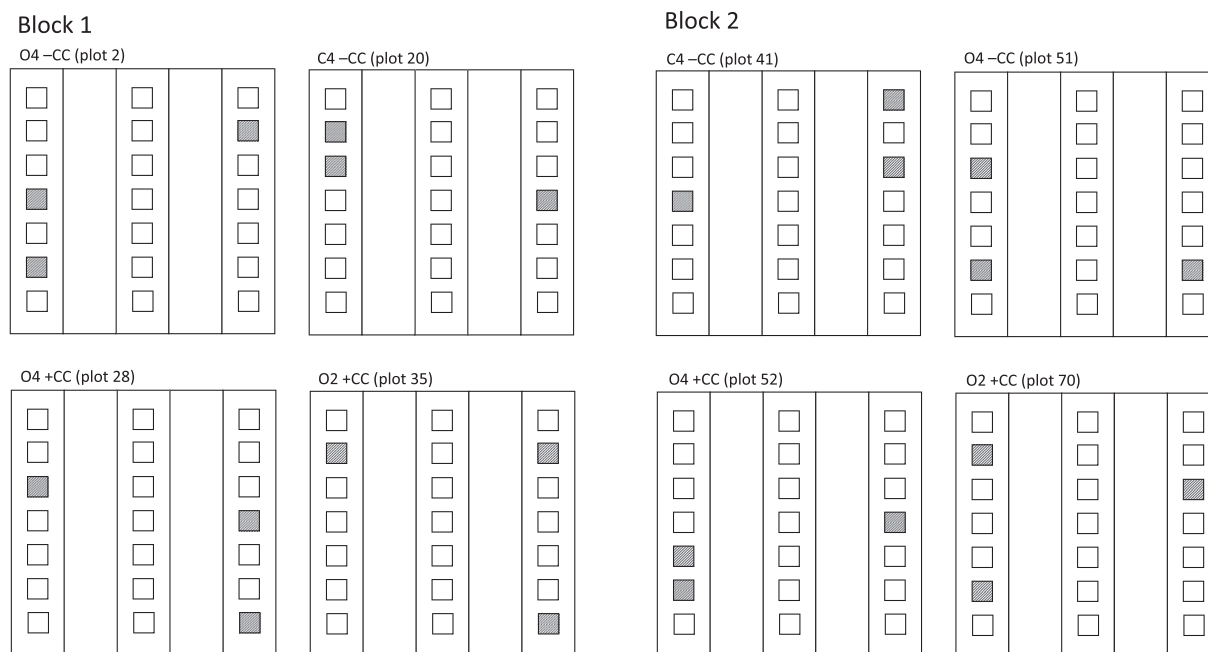 Block 1
O4 –CC (plot 2)
C4 –CC (plot 20)
O4 +CC (plot 28)
O2 +CC (plot 35)
Block 2
C4 –CC (plot 41)
O4 –CC (plot 51)
O4 +CC (plot 52)
O2 +CC (plot 70)